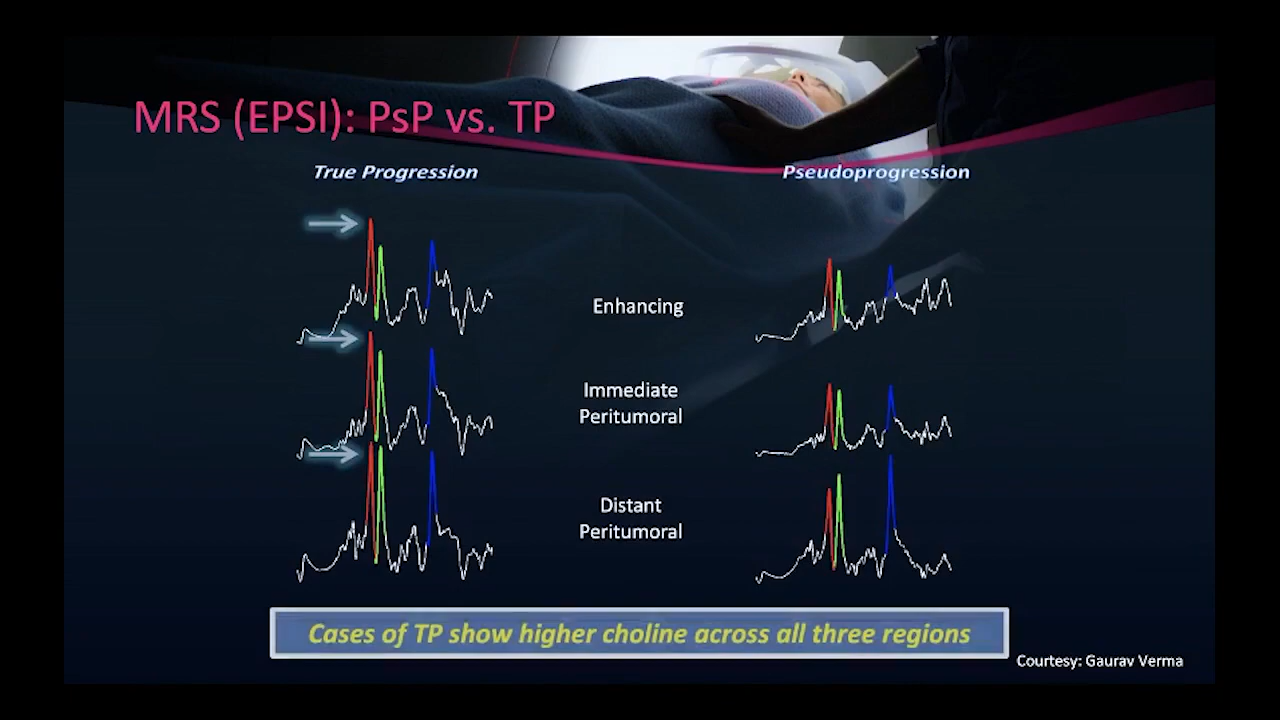 MRS (EPSI): PsP vs. TP
True Progression
Pseudoprogression
Enhancing
Immediate
Peritumoral
Distant
Peritumoral
Cases of TP show higher choline across all three regions
Courtesy: Gaurav Verma